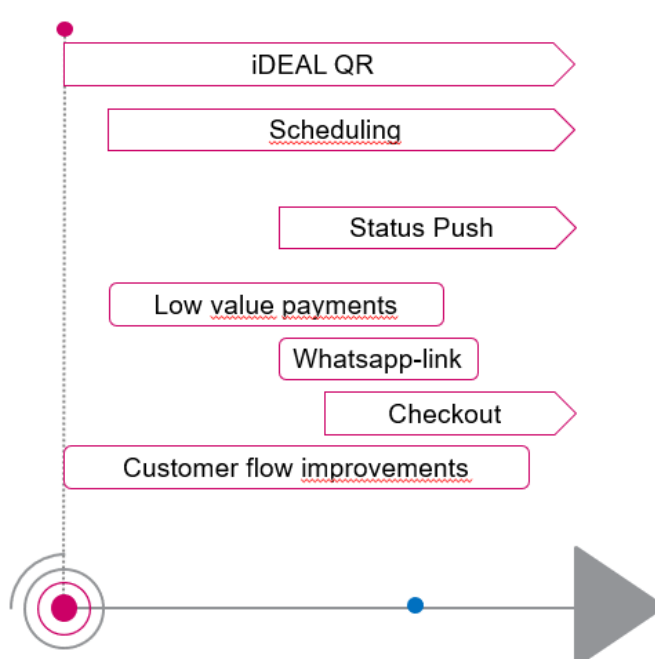 iDEAL QR
Scheduling
Status Push
Low value payments
Whatsapp-link
Checkout
Customer flow improvements